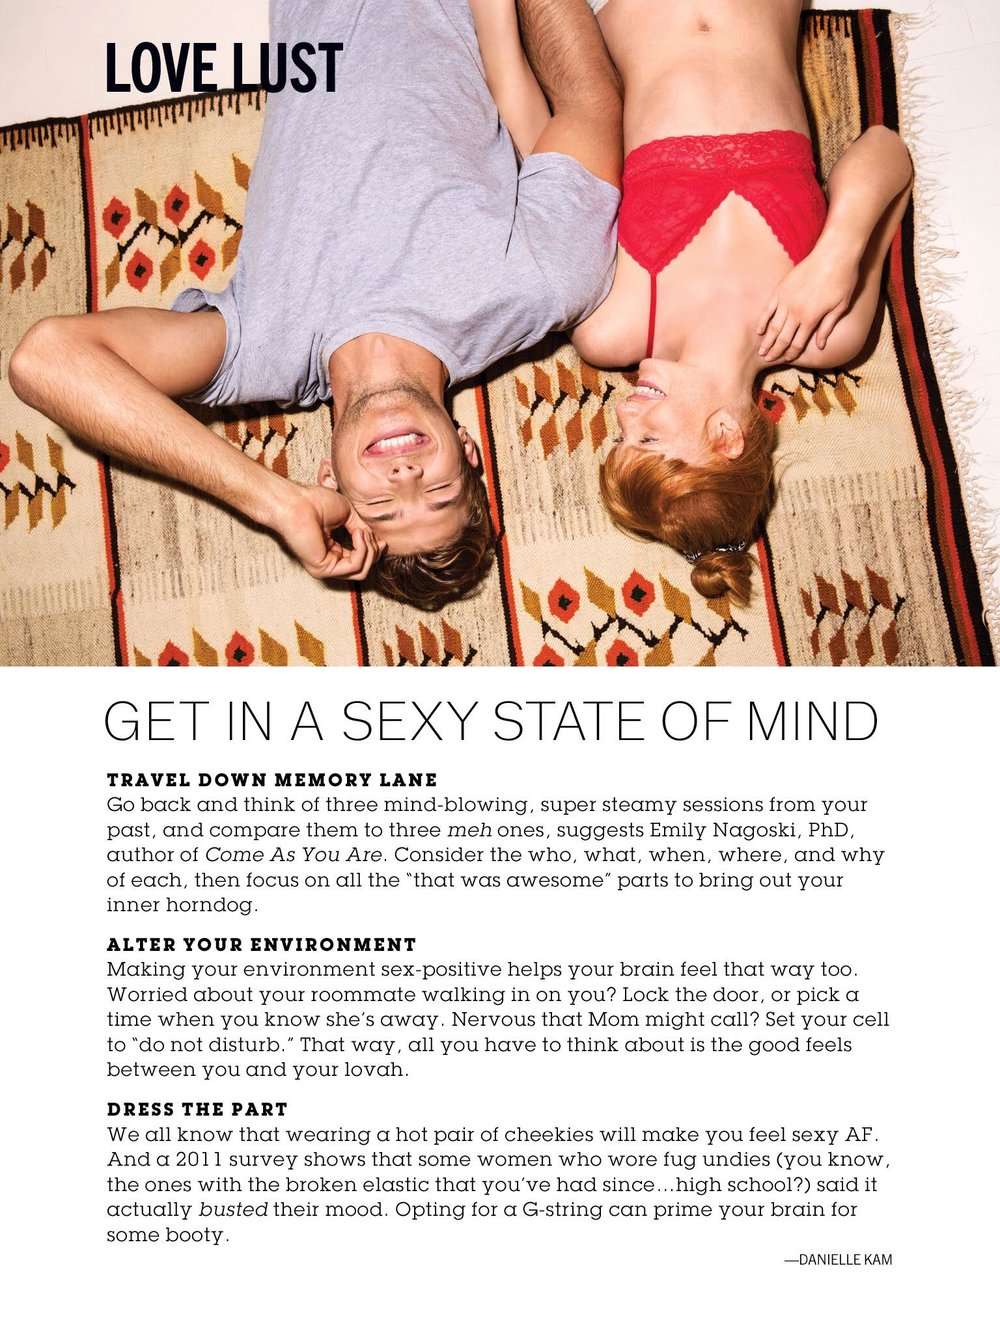 LOVE LUST
GET IN A SEXY STATE OF MIND
TRAVEL DOWN MEMORY LANE
Go back and think of three mind-blowing, super steamy sessions from your
past, and compare them to three meh ones, suggests Emily Nagoski, PhD,
author of Come As You Are. Consider the who, what, when, where, and why
of each, then focus on all the “that was awesome” parts to bring out your
inner horndog.
ALTER YOUR ENVIRONMENT
Making your environment sex-positive helps your brain feel that way too.
Worried about your roommate walking in on you? Lock the door, or pick a
time when you know she’s away. Nervous that Mom might call? Set your cell
to “do not disturb.” That way, all you have to think about is the good feels
between you and your lovah.
DRESS THE PART
We all know that wearing a hot pair of cheekies will make you feel sexy AF.
And a 2011 survey shows that some women who wore fug undies (you know,
the ones with the broken elastic that you’ve had since...high school?) said it
actually busted their mood. Opting for a G-string can prime your brain for
some booty.
—DANIELLE KAM